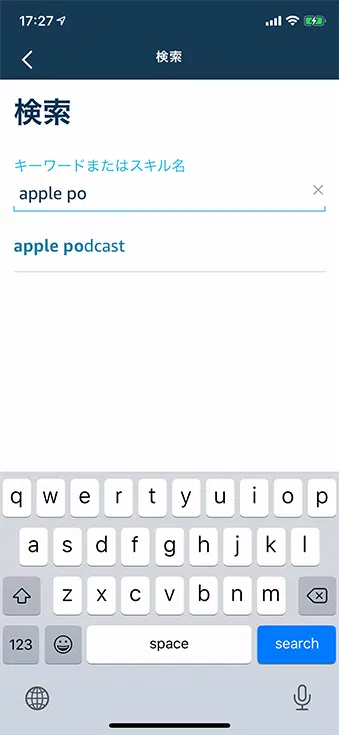 17:27
検索
検索
キーワードまたはスキル名
apple po
apple podcast
q w e r t y u i o p
a s d f g h j k l
z x c v b n m
123 space search